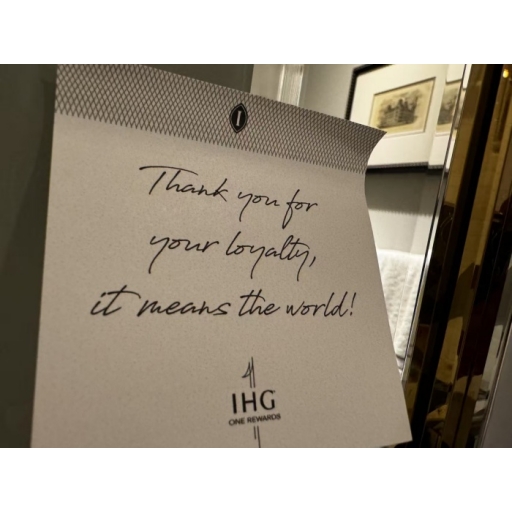 Thank you for
your loyalty,
it means the world!
IHG
ONE REWARDS